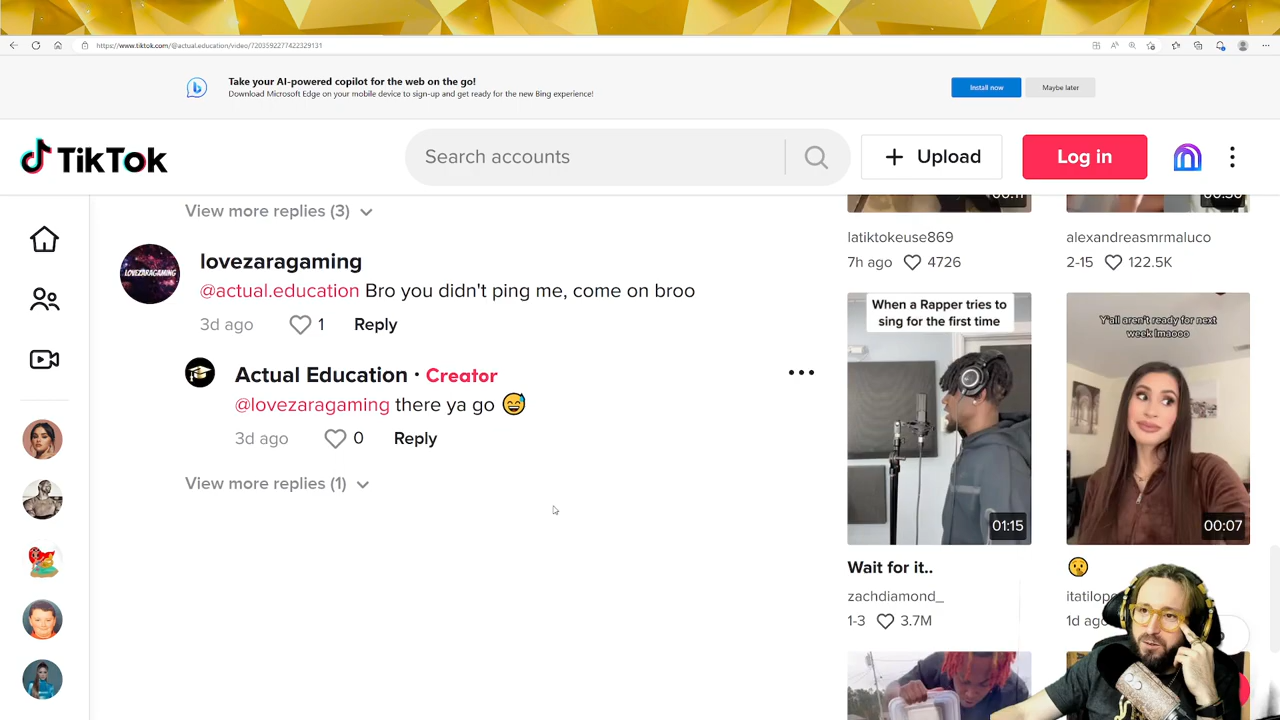 https://www.tiktok.com/@actual.education/video/7203592277422329131
Take your AI-powered copilot for the web on the go!
Download Microsoft Edge on your mobile device to sign-up and get ready for the new Bing experience!
Install now
Maybe later
TikTok
Search accounts
+ Upload
Log in
View more replies (3)
latiktokeuse869
7h ago 4726
alexandreasmrmaluco
2-15 122.5K
LOVEZARAGAMING
lovezaragaming
@actual.education Bro you didn't ping me, come on broo
3d ago 1 Reply
Actual Education · Creator
@lovezaragaming there ya go 😅
3d ago 0 Reply
View more replies (1)
When a Rapper tries to
sing for the first time
01:15
Wait for it..
zachdiamond_
1-3 3.7M
Y'all aren't ready for next
week lmaooo
00:07
🤫
1d ago